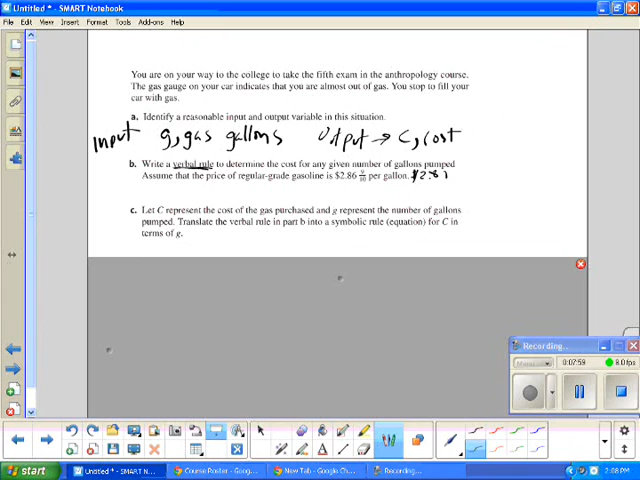 Untitled * - SMART Notebook
File Edit View Insert Format Tools Add-ons Help
You are on your way to the college to take the fifth exam in the anthropology course.
The gas gauge on your car indicates that you are almost out of gas. You stop to fill your
car with gas.
a. Identify a reasonable input and output variable in this situation.
Input g, gas gallons output → C, cost
b. Write a verbal rule to determine the cost for any given number of gallons pumped
Assume that the price of regular-grade gasoline is $2.86 9/10 per gallon. $2.87
c. Let C represent the cost of the gas purchased and g represent the number of gallons
pumped. Translate the verbal rule in part b into a symbolic rule (equation) for C in
terms of g.
Recording...
2:07:59 8.0 fps
start Untitled * - SMART N... Course Roster - Goog... New Tab - Google Ch... Recording... 2:08 PM